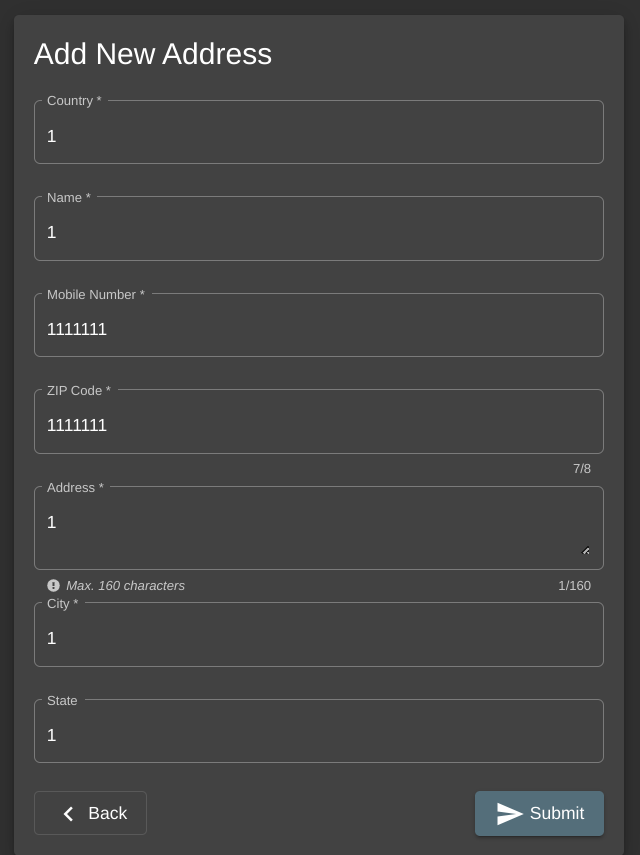 Add New Address
Country *
1
Name *
1
Mobile Number *
1111111
ZIP Code *
1111111
7/8
Address *
1
Max. 160 characters 1/160
City *
1
State
1
Back Submit